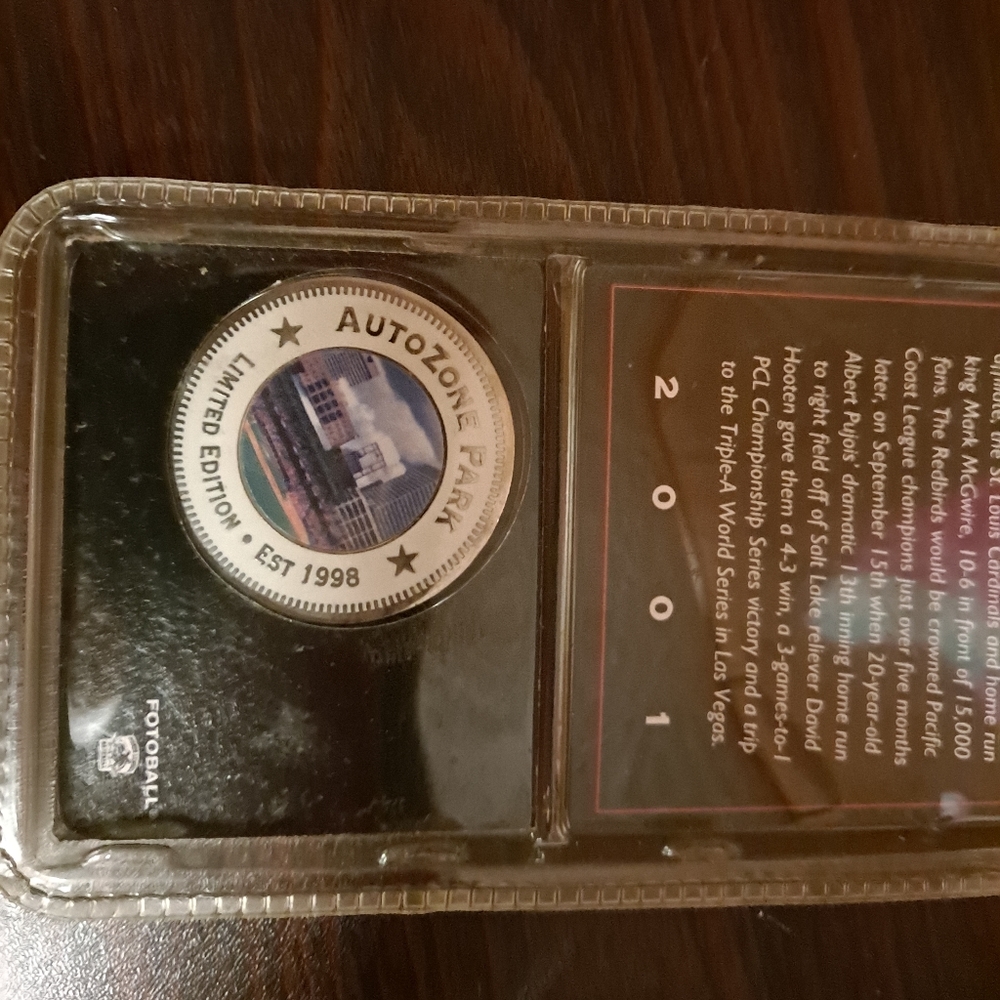 the St. Louis Cardinals and home run
king Mark McGwire, 10-6 in front of 15,000
fans. The Redbirds would be crowned Pacific
Coast League champions just over five months
later, on September 15th when 20-year-old
Albert Pujols' dramatic 13th inning home run
to right field off of Salt Lake reliever David
Hooten gave them a 4-3 win, a 3-games-to-1
PCL Championship Series victory and a trip
to the Triple-A World Series in Las Vegas.
2 0 0 1
AUTOZONE PARK
LIMITED EDITION • EST 1998
FOTOBALL